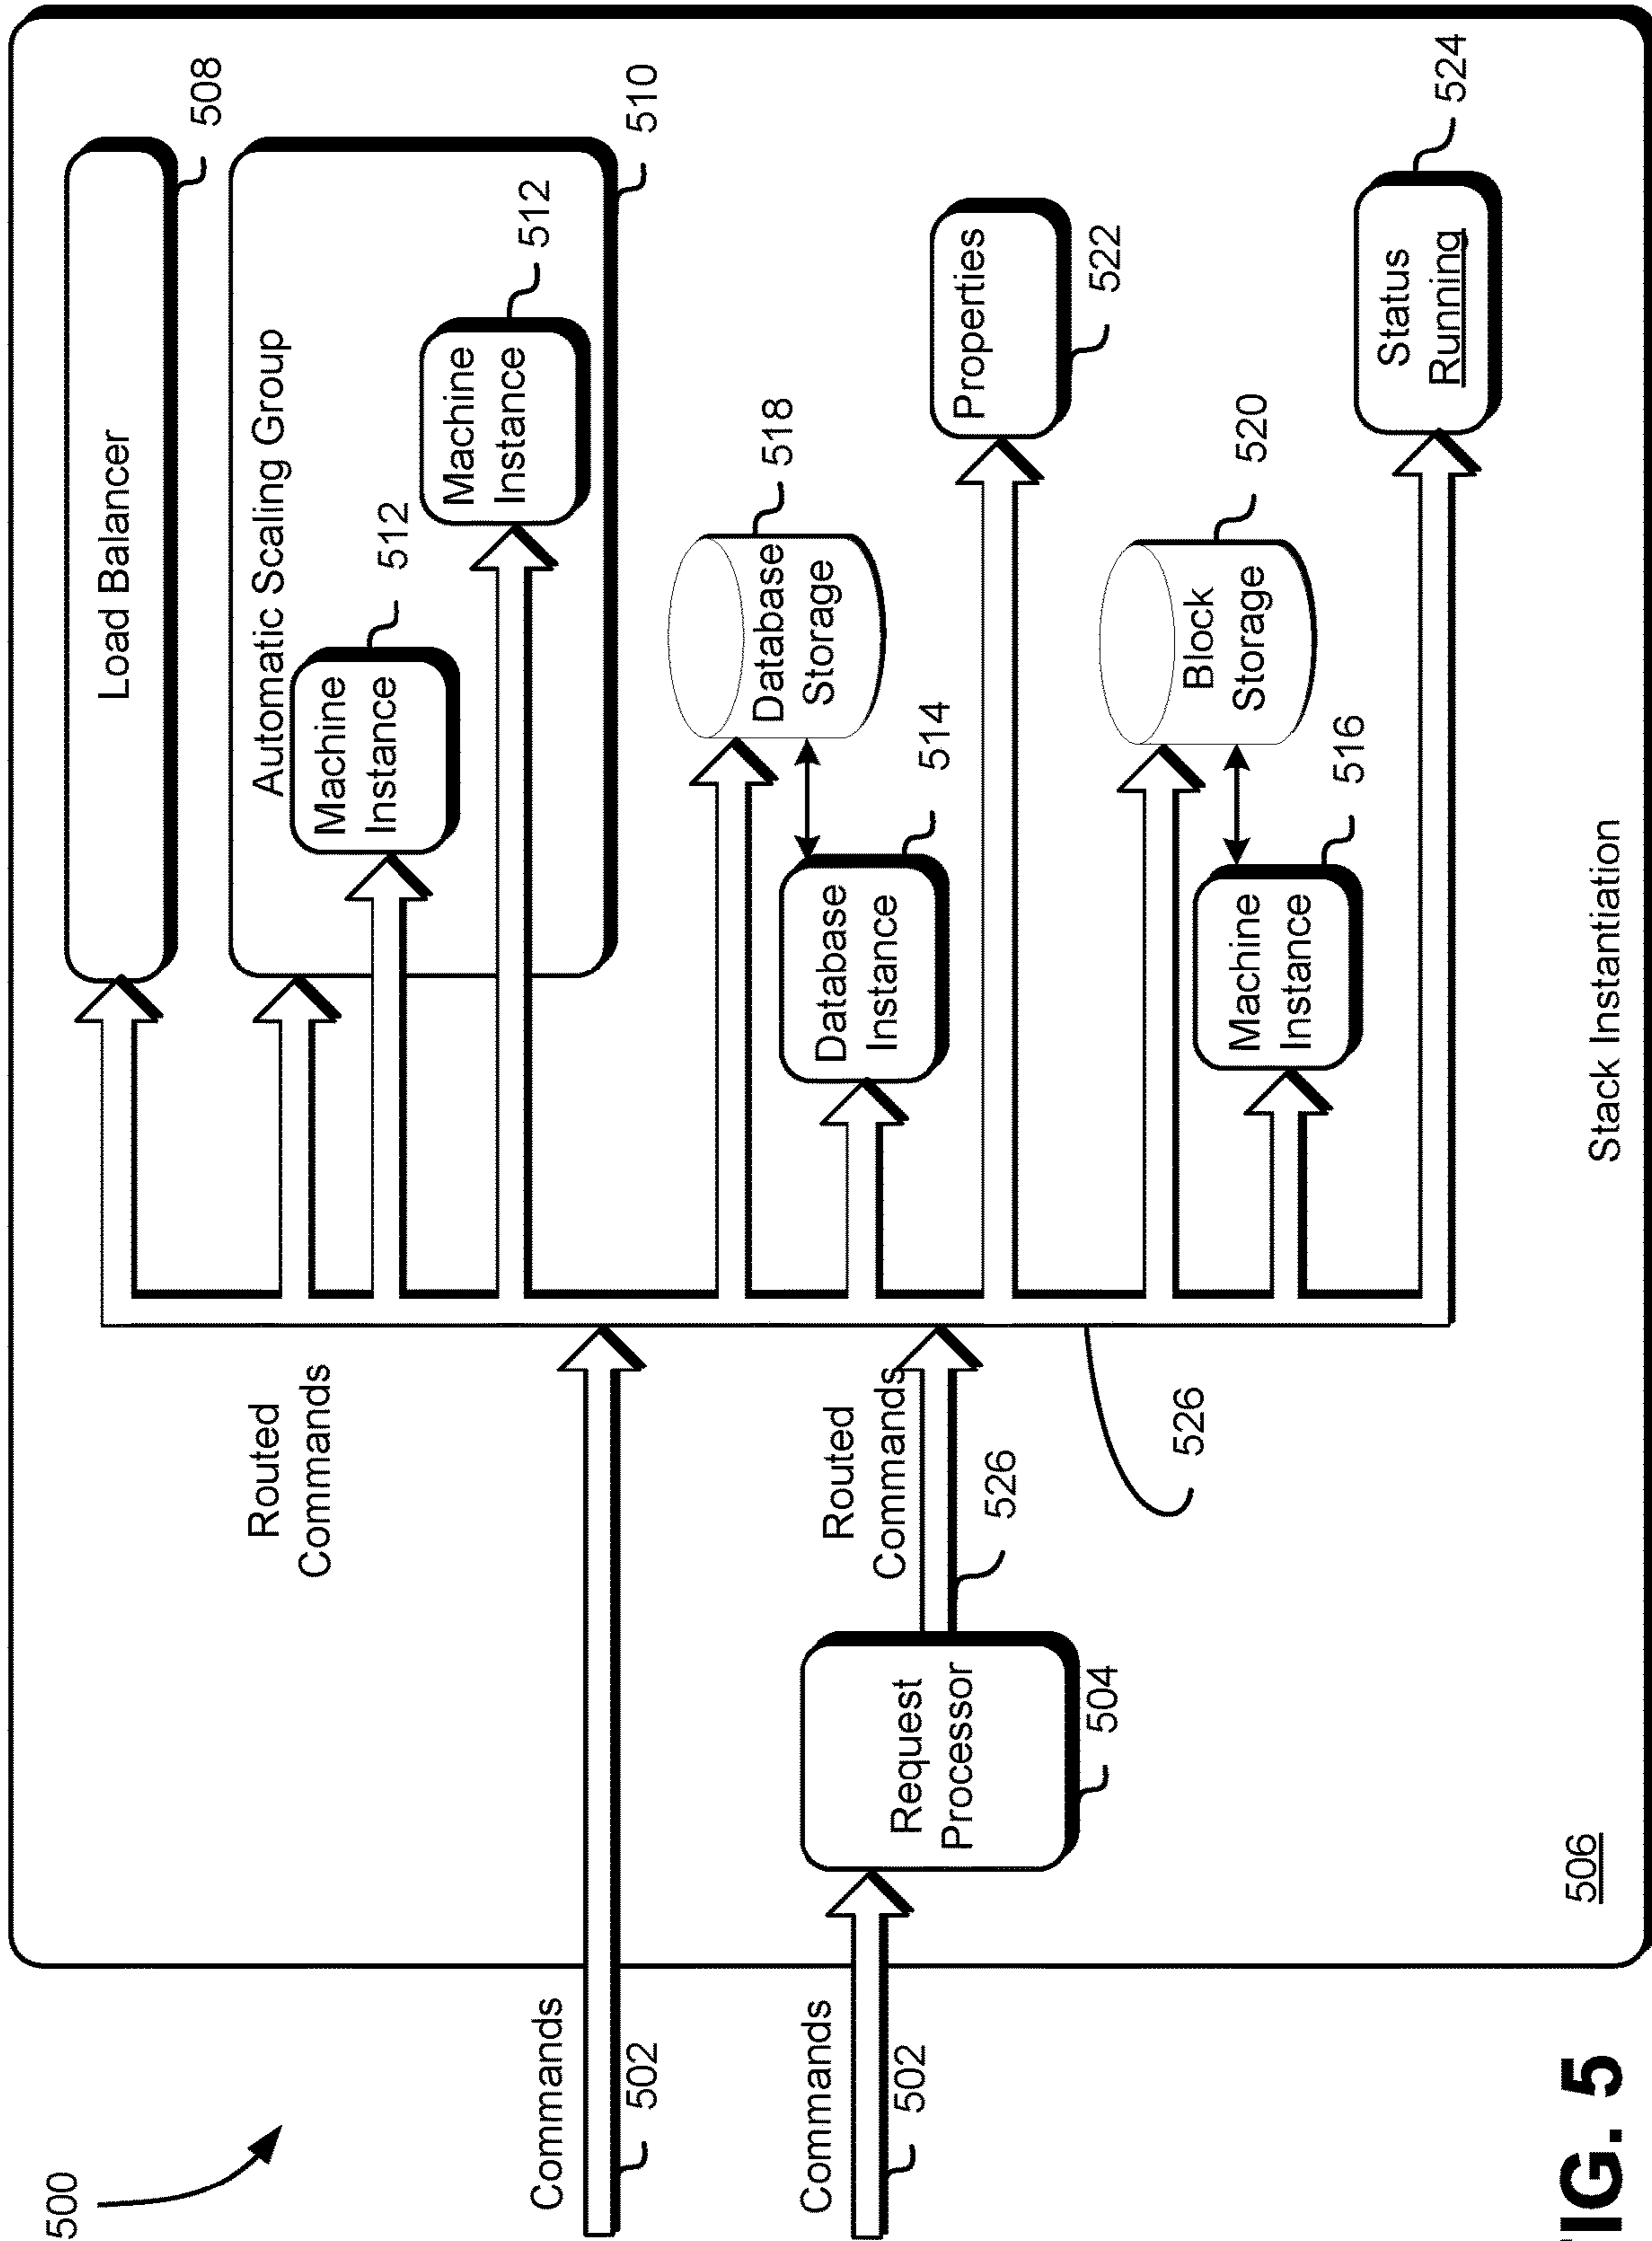 500
Commands
502
Commands
502
Request
Processor
504
Routed
Commands
Routed
Commands
526
526
Load Balancer
508
Automatic Scaling Group
510
Machine
Instance
512
Machine
Instance
512
Database
Storage
518
Database
Instance
514
Properties
522
Block
Storage
520
Machine
Instance
516
Status
Running
524
506
Stack Instantiation
IG. 5